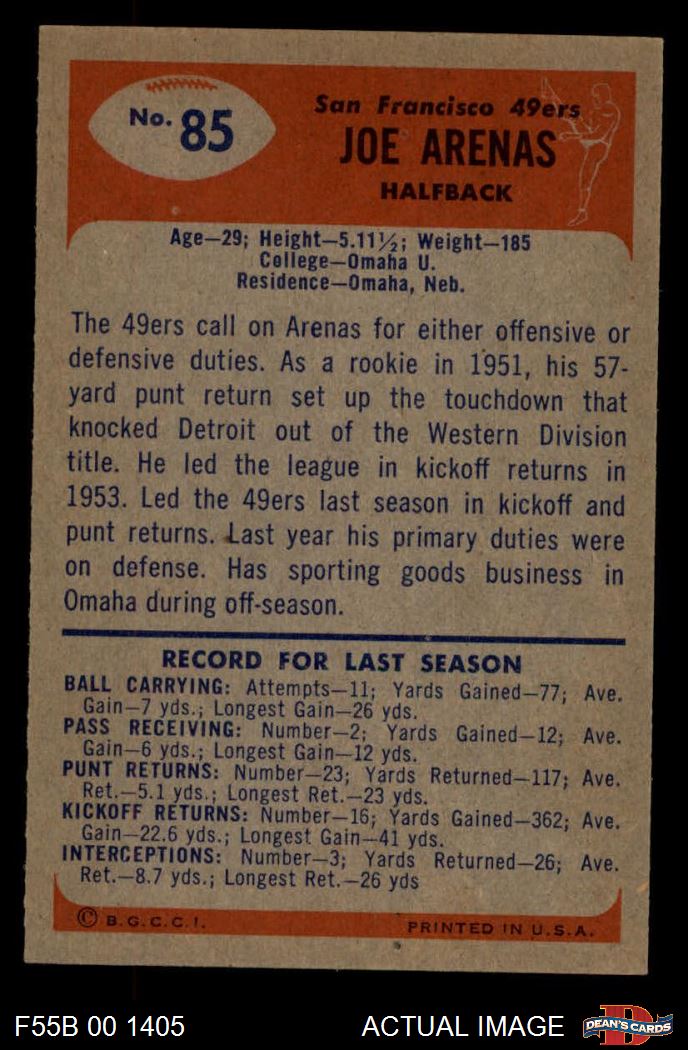 No. 85
San Francisco 49ers
JOE ARENAS
HALFBACK
Age—29; Height—5.11½; Weight—185
College—Omaha U.
Residence—Omaha, Neb.
The 49ers call on Arenas for either offensive or
defensive duties. As a rookie in 1951, his 57-
yard punt return set up the touchdown that
knocked Detroit out of the Western Division
title. He led the league in kickoff returns in
1953. Led the 49ers last season in kickoff and
punt returns. Last year his primary duties were
on defense. Has sporting goods business in
Omaha during off-season.
RECORD FOR LAST SEASON
BALL CARRYING: Attempts—11; Yards Gained—77; Ave.
Gain—7 yds.; Longest Gain—26 yds.
PASS RECEIVING: Number—2; Yards Gained—12; Ave.
Gain—6 yds.; Longest Gain—12 yds.
PUNT RETURNS: Number—23; Yards Returned—117; Ave.
Ret.—5.1 yds.; Longest Ret.—23 yds.
KICKOFF RETURNS: Number—16; Yards Gained—362; Ave.
Gain—22.6 yds.; Longest Gain—41 yds.
INTERCEPTIONS: Number—3; Yards Returned—26; Ave.
Ret.—8.7 yds.; Longest Ret.—26 yds
© B.G.C.C.I.
PRINTED IN U.S.A.
F55B 00 1405
ACTUAL IMAGE
D
DEAN'S CARDS